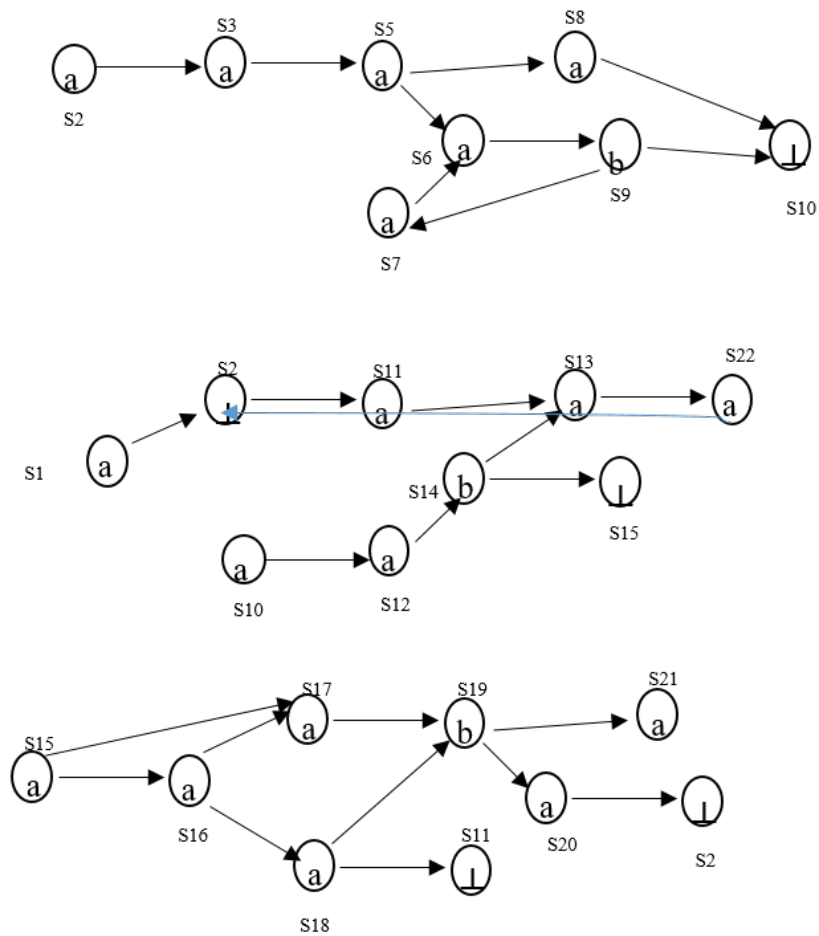 S3 S5 S8
a a a a
S2
S6 a b ⊥
S9 S10
a
S7
S2 S11 S13 S22
⊥ a a a
S1 a
S14 b ⊥
S15
a a
S10 S12
S17 S19 S21
a b a
S15
a a a ⊥
S16 S11 S20 S2
a ⊥
S18